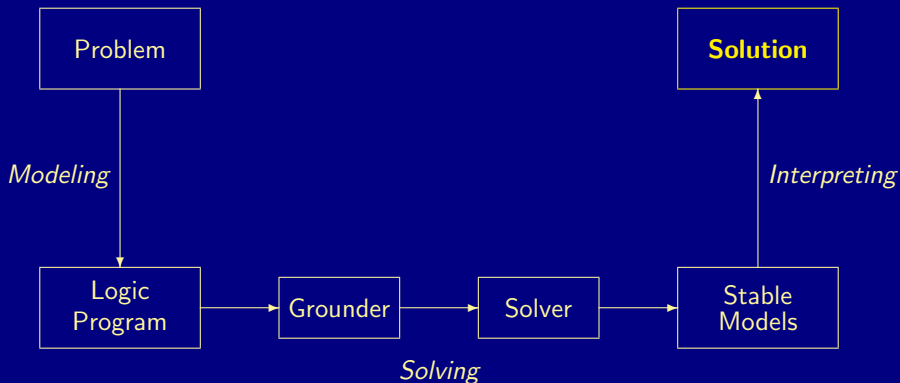 Problem
Solution
Modeling
Interpreting
Logic
Program
Grounder
Solver
Stable
Models
Solving